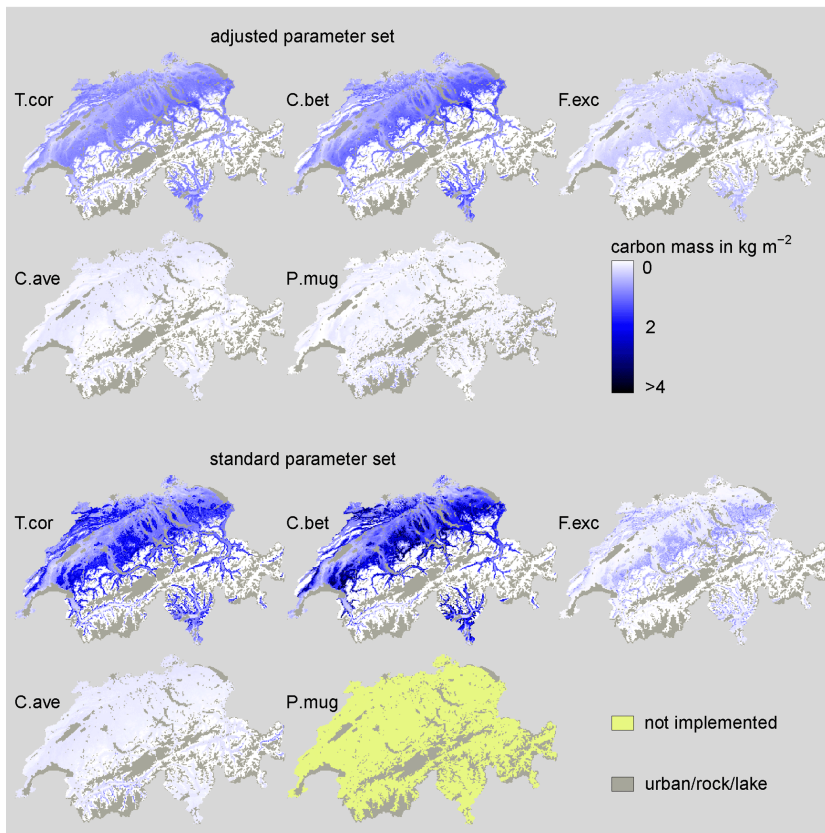 adjusted parameter set
T.cor
C.bet
F.exc
C.ave
P.mug
carbon mass in kg m⁻²
0
2
>4
standard parameter set
T.cor
C.bet
F.exc
C.ave
P.mug
not implemented
urban/rock/lake